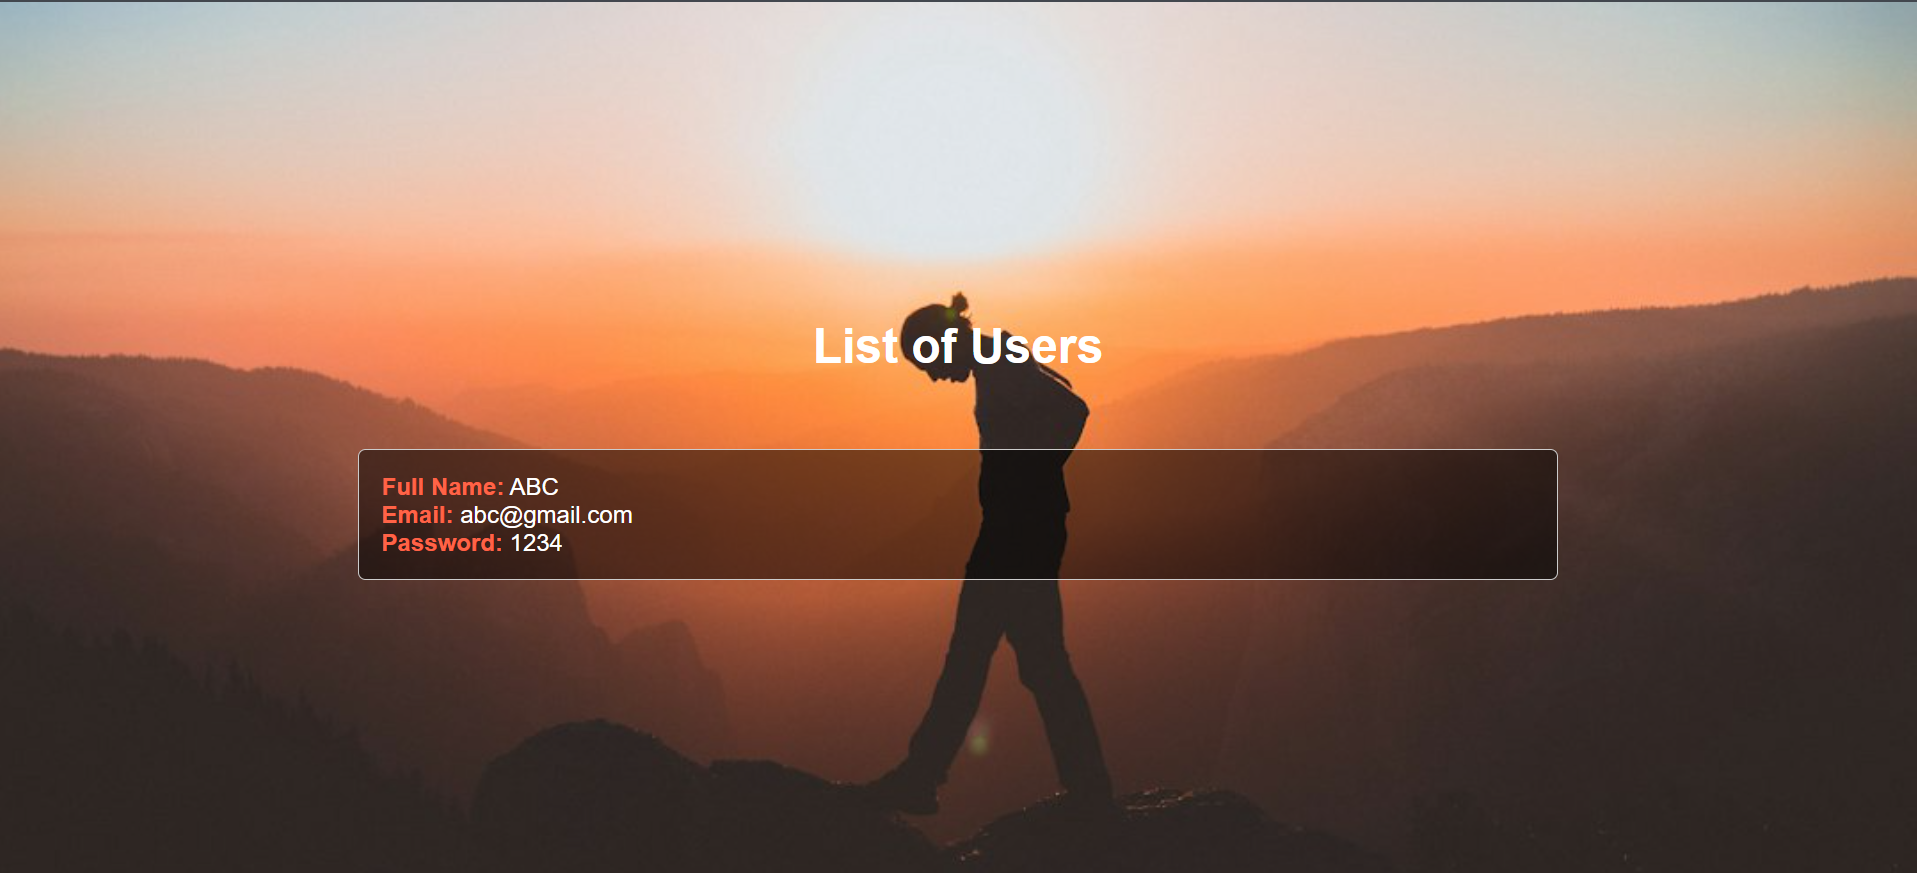 List of Users
Full Name: ABC
Email: abc@gmail.com
Password: 1234